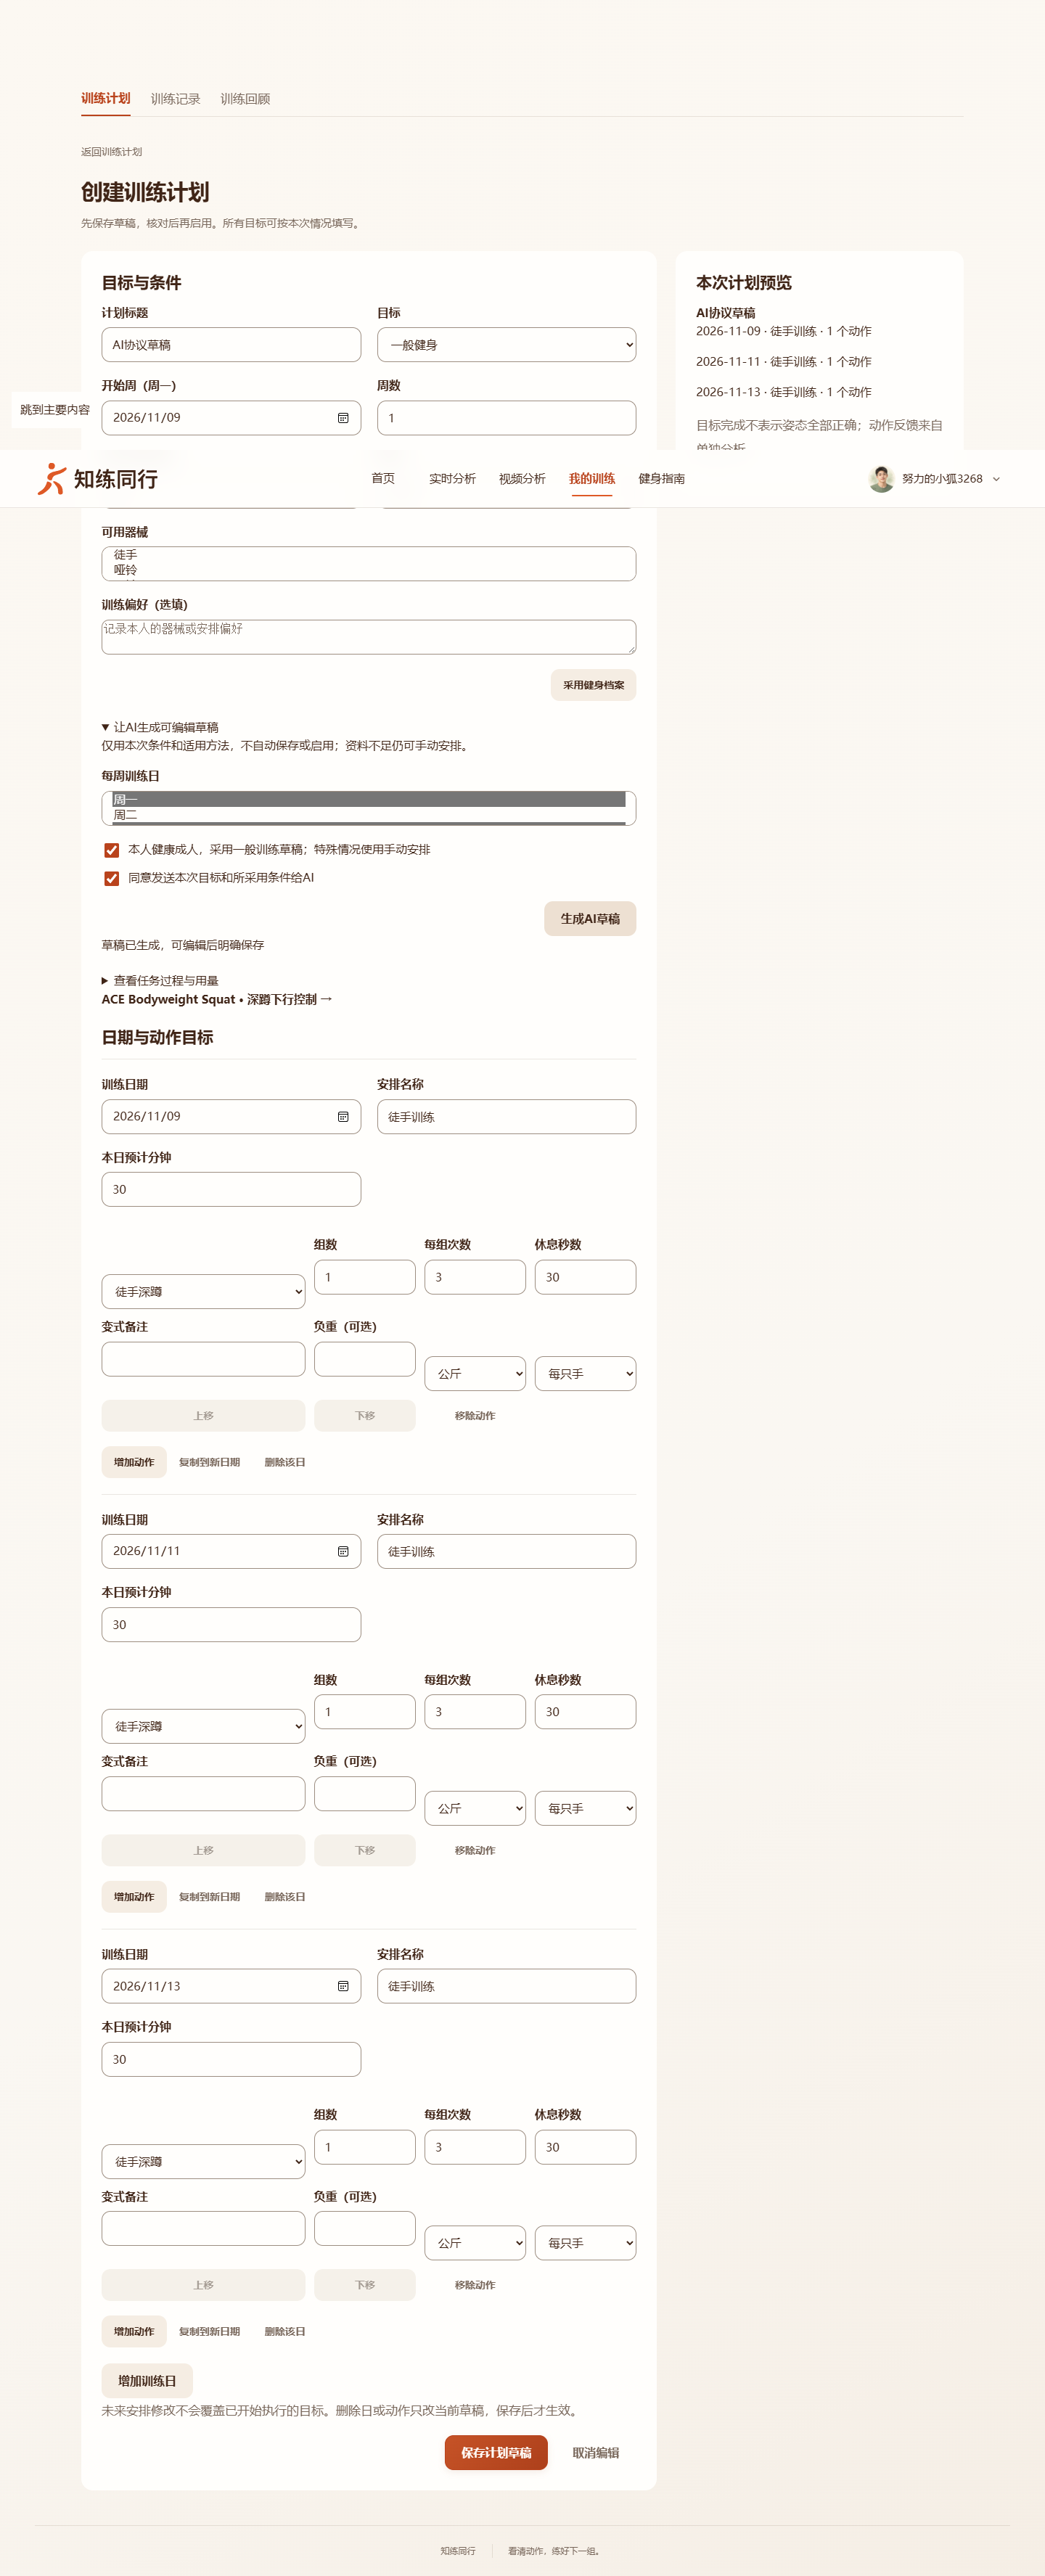 训练计划 训练记录 训练回顾
返回训练计划
创建训练计划
先保存草稿，核对后再启用。所有目标可按本次情况填写。
目标与条件
计划标题 目标
AI协议草稿 一般健身
开始周（周一） 周数
2026/11/09 1
跳到主要内容
本次计划预览
AI协议草稿
2026-11-09 · 徒手训练 · 1 个动作
2026-11-11 · 徒手训练 · 1 个动作
2026-11-13 · 徒手训练 · 1 个动作
目标完成不表示姿态全部正确；动作反馈来自
单独分析
知练同行 首页 实时分析 视频分析 我的训练 健身指南 努力的小狐3268
可用器械
徒手
哑铃
训练偏好（选填）
记录本人的器械或安排偏好
采用健身档案
▼ 让AI生成可编辑草稿
仅用本次条件和适用方法，不自动保存或启用；资料不足仍可手动安排。
每周训练日
周一
周二
本人健康成人，采用一般训练草稿；特殊情况使用手动安排
同意发送本次目标和所采用条件给AI
生成AI草稿
草稿已生成，可编辑后明确保存
▶ 查看任务过程与用量
ACE Bodyweight Squat • 深蹲下行控制 →
日期与动作目标
训练日期 安排名称
2026/11/09 徒手训练
本日预计分钟
30
组数 每组次数 休息秒数
徒手深蹲 1 3 30
变式备注 负重（可选）
公斤 每只手
上移 下移 移除动作
增加动作 复制到新日期 删除该日
训练日期 安排名称
2026/11/11 徒手训练
本日预计分钟
30
组数 每组次数 休息秒数
徒手深蹲 1 3 30
变式备注 负重（可选）
公斤 每只手
上移 下移 移除动作
增加动作 复制到新日期 删除该日
训练日期 安排名称
2026/11/13 徒手训练
本日预计分钟
30
组数 每组次数 休息秒数
徒手深蹲 1 3 30
变式备注 负重（可选）
公斤 每只手
上移 下移 移除动作
增加动作 复制到新日期 删除该日
增加训练日
未来安排修改不会覆盖已开始执行的目标。删除日或动作只改当前草稿，保存后才生效。
保存计划草稿 取消编辑
知练同行 看清动作，练好下一组。